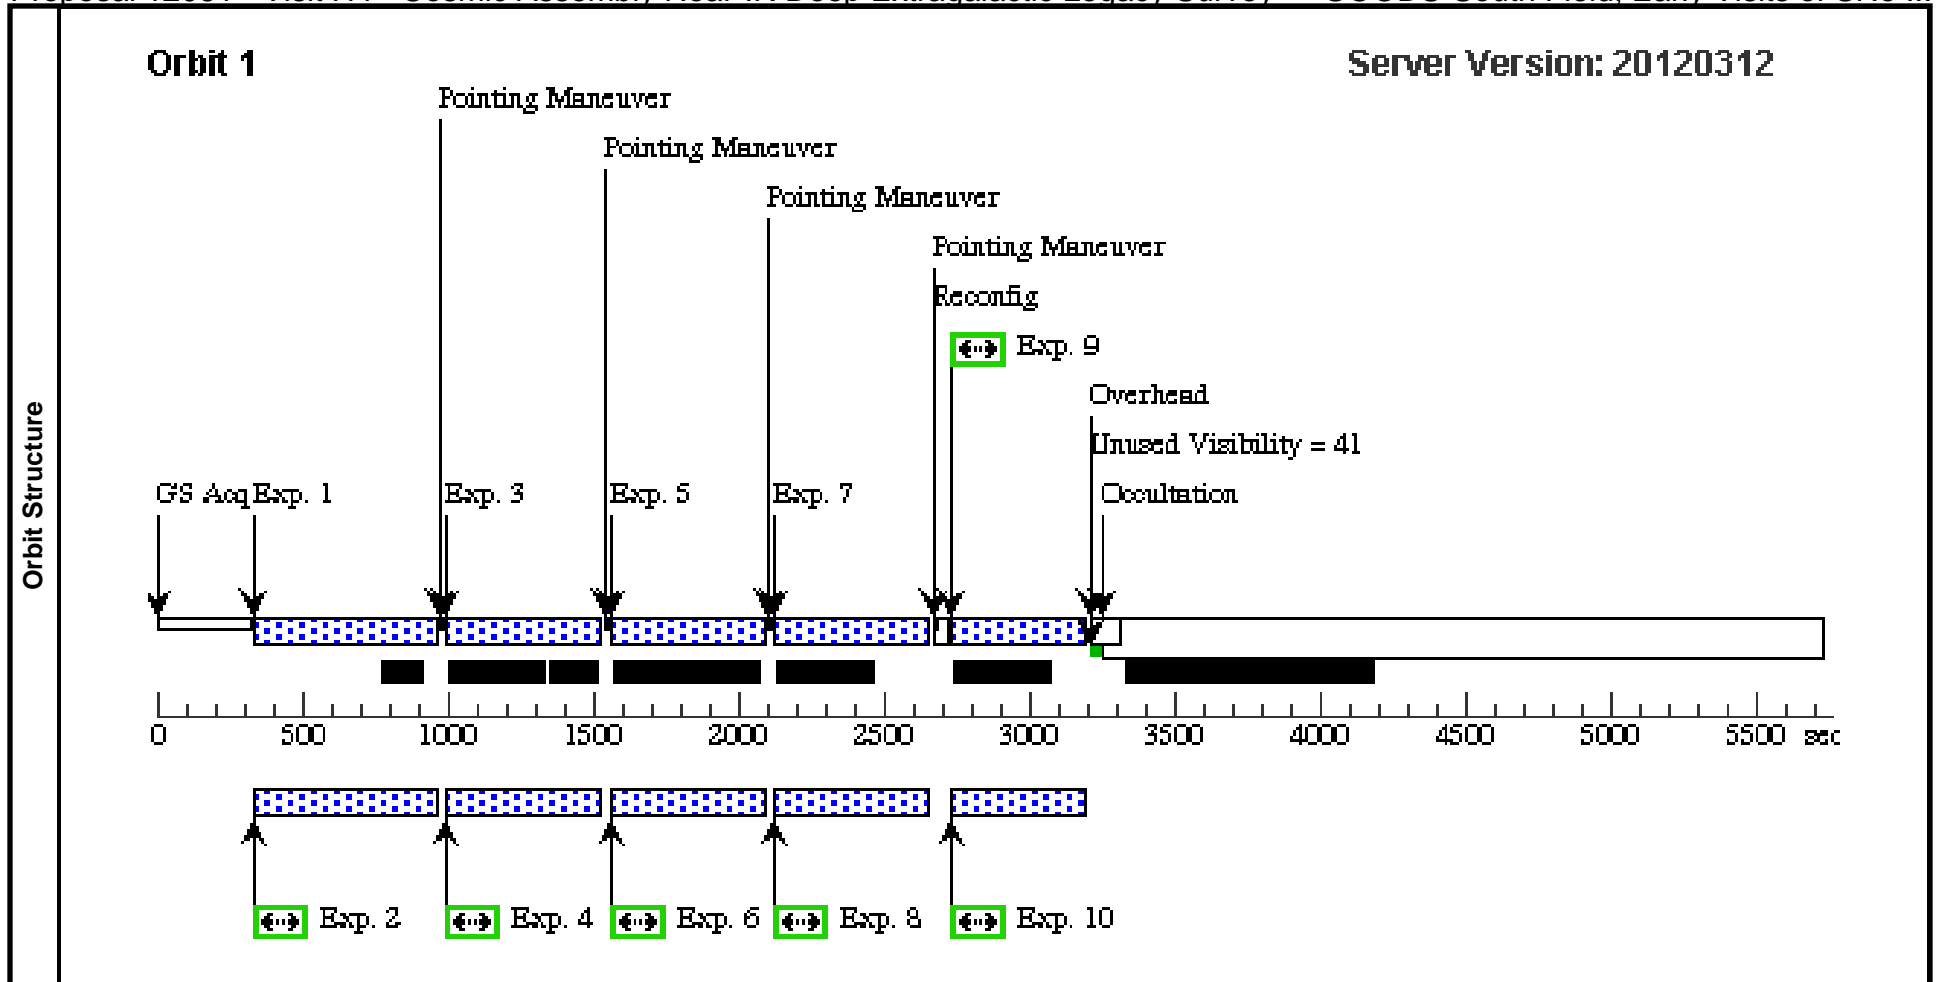 Orbit Structure
Orbit 1
Server Version: 20120312
Pointing Maneuver
Pointing Maneuver
Pointing Maneuver
Pointing Maneuver
Reconfig
Exp. 9
Overhead
Unused Visibility = 41
GS Acq Exp. 1 Exp. 3 Exp. 5 Exp. 7 Occultation
0 500 1000 1500 2000 2500 3000 3500 4000 4500 5000 5500 sec
Exp. 2 Exp. 4 Exp. 6 Exp. 8 Exp. 10